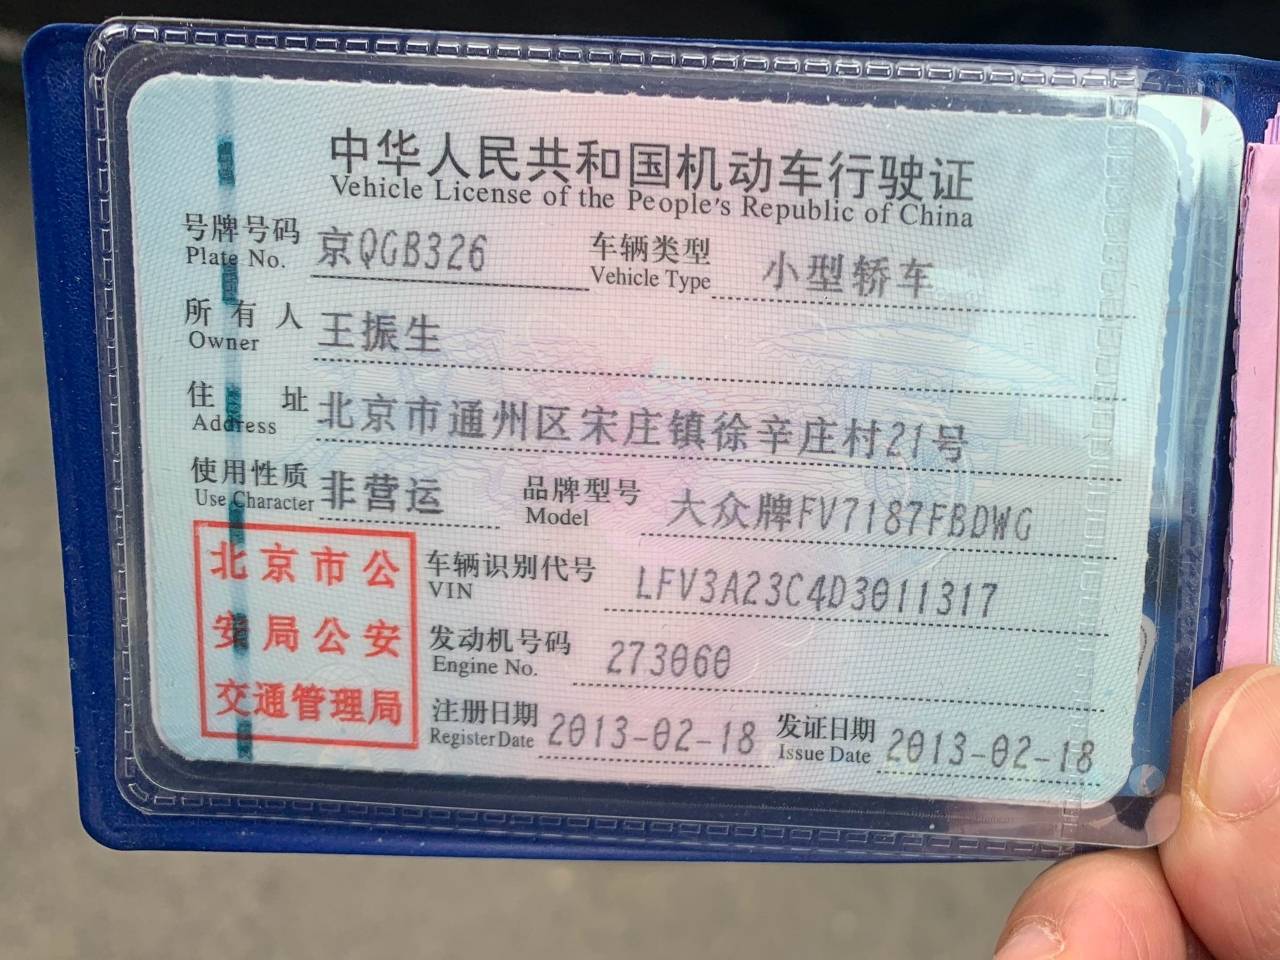 中华人民共和国机动车行驶证
Vehicle License of the People's Republic of China
号牌号码 京QGB326 车辆类型 小型轿车
Plate No. Vehicle Type
所有人 王振生
Owner
住址 北京市通州区宋庄镇徐辛庄村21号
Address
使用性质 非营运 品牌型号 大众牌FV7187FBDWG
Use Character Model
北京市公
安局公安
交通管理局
车辆识别代号 LFV3A23C4D3011317
VIN
发动机号码 273060
Engine No.
注册日期 2013-02-18 发证日期 2013-02-18
Register Date Issue Date